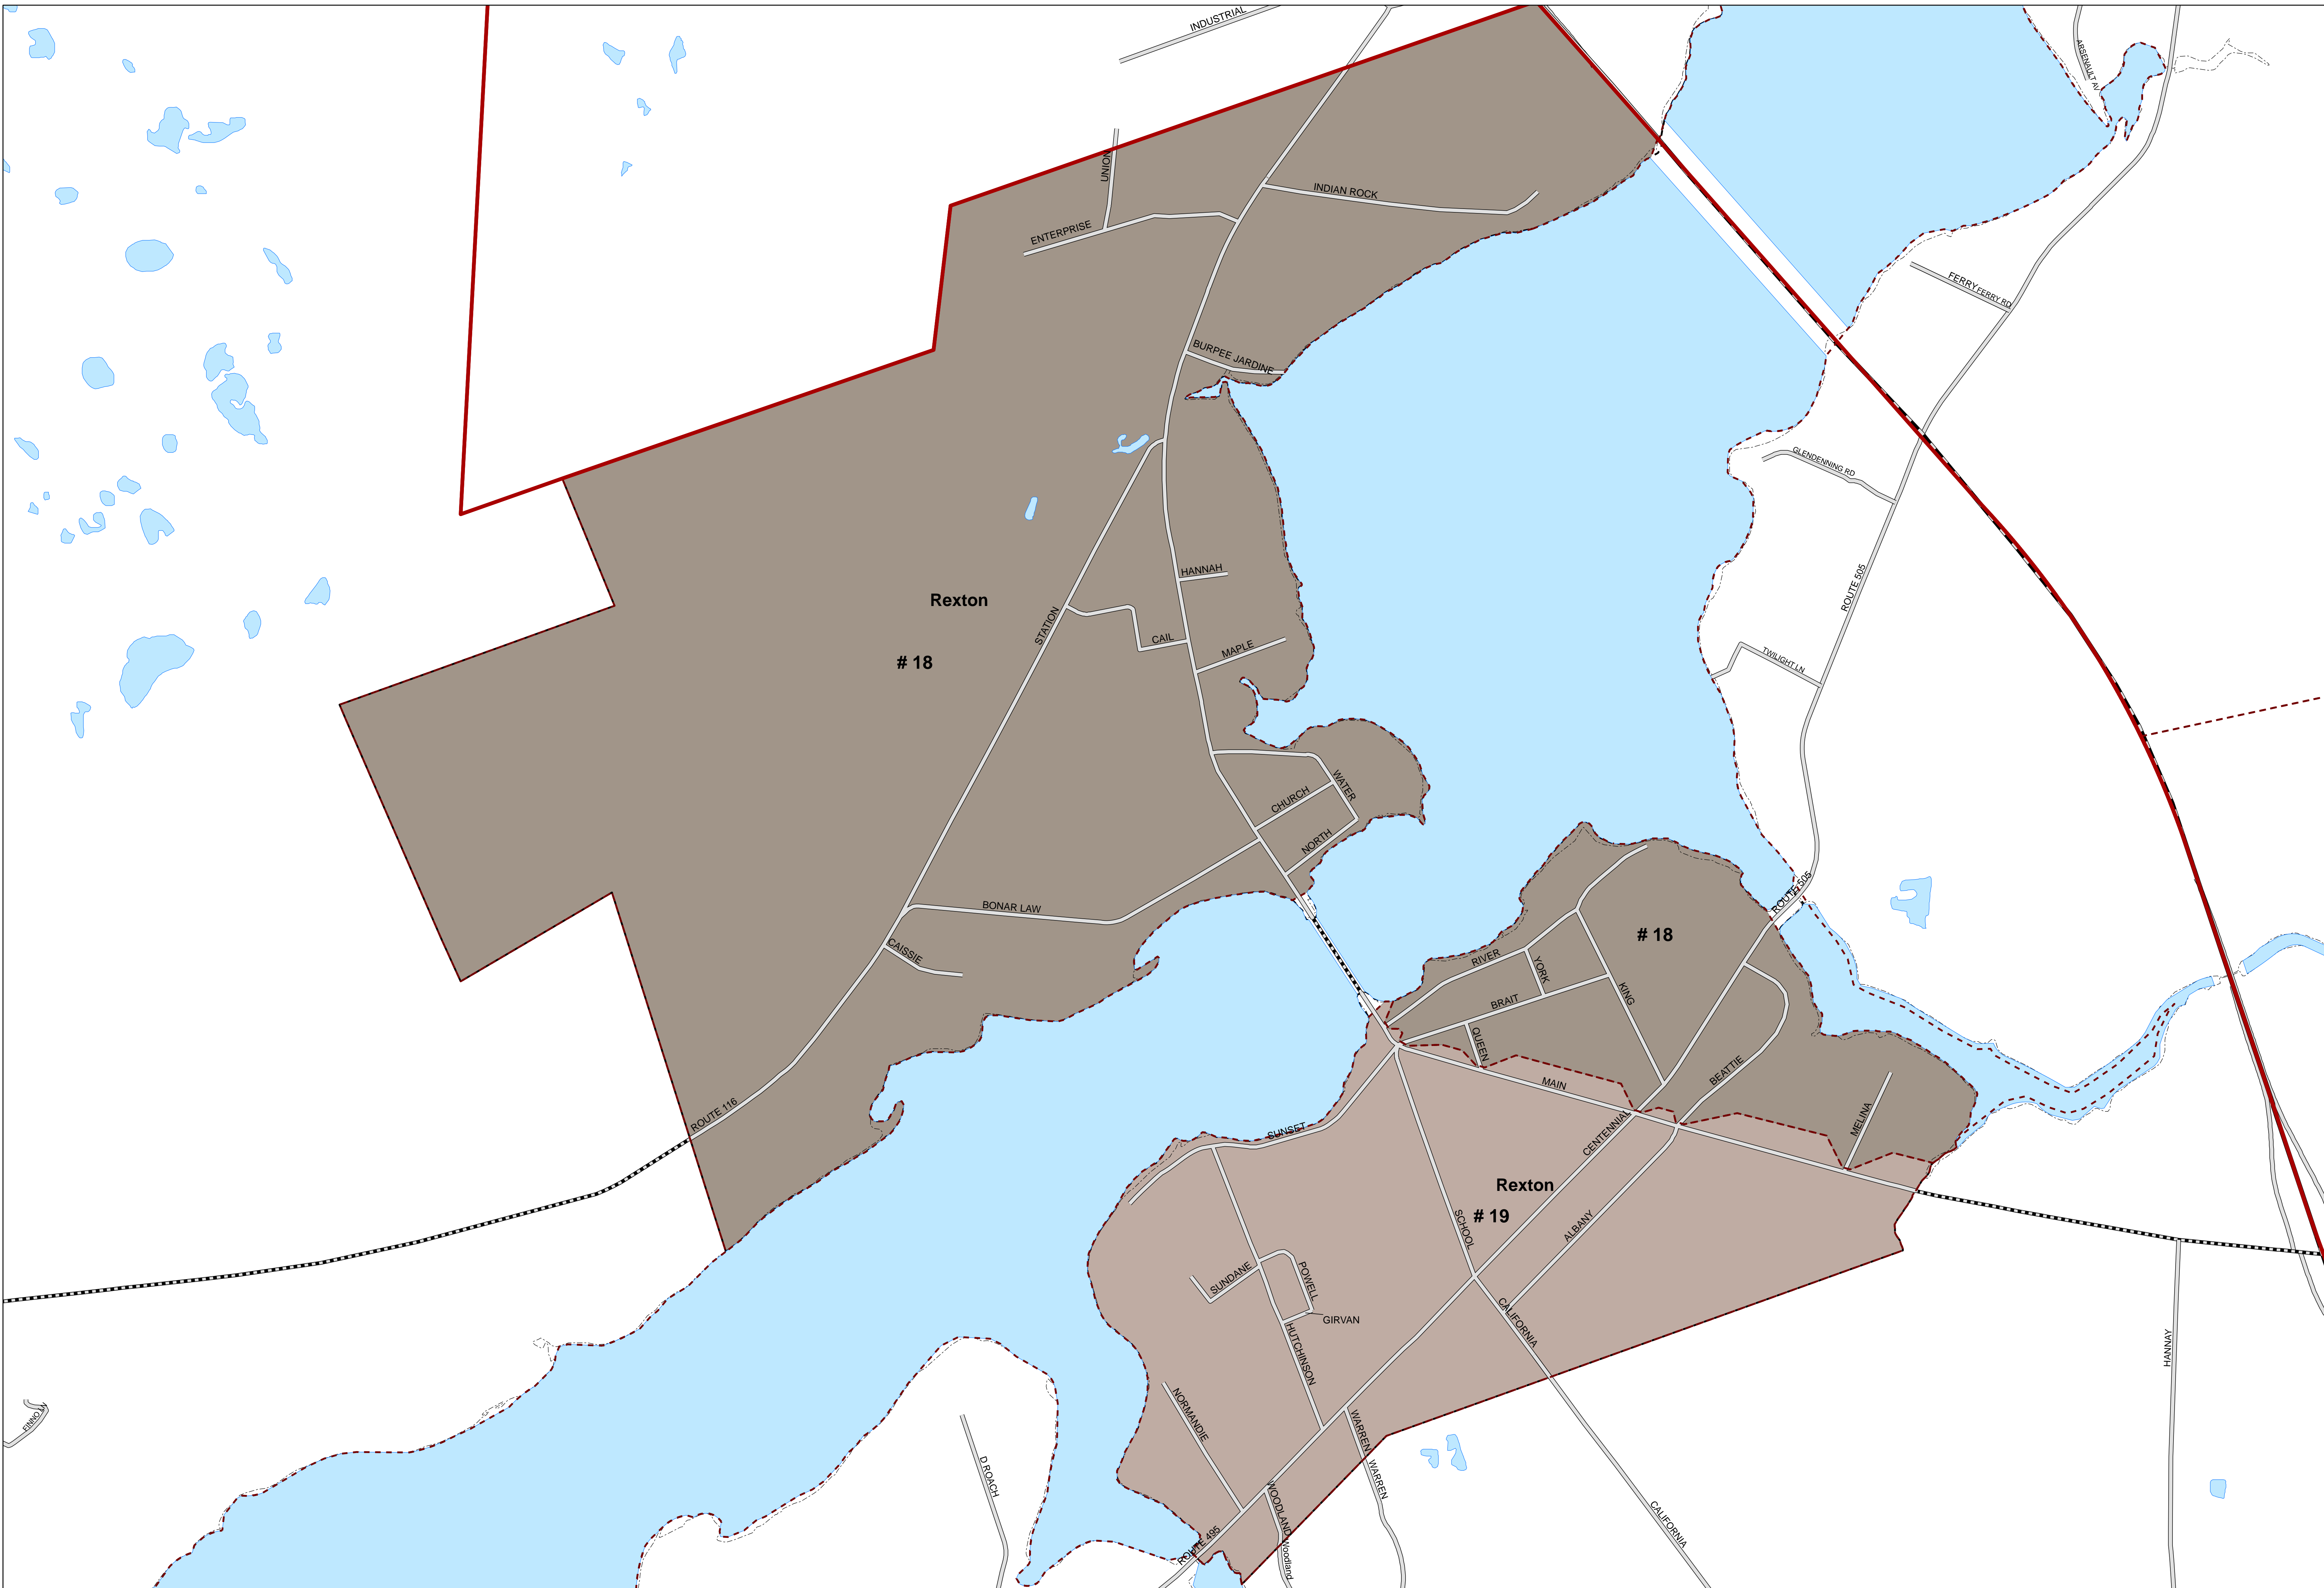 INDUSTRIAL
ARSENAULT AV
UNION
INDIAN ROCK
ENTERPRISE
FERRY
FERRY RD
BURPEE JARDINE
GLENDENNING RD
HANNAH
Rexton
ROUTE 505
STATION
CAIL
MAPLE
# 18
TWILIGHT LN
WATER
CHURCH
NORTH
ROUTE 505
BONAR LAW
# 18
CAISSIE
RIVER
YORK
KING
BRAIT
QUEEN
BEATTIE
MAIN
ROUTE 116
MELINA
SUNSET
CENTENNIAL
Rexton
# 19
SCHOOL
ALBANY
SUNDANE
POWELL
GIRVAN
CALIFORNIA
HUTCHINSON
HANNAY
NORMANDIE
FINNO LN
WARREN
D ROACH
WARREN
WOODLAND
CALIFORNIA
ROUTE 495
Woodland